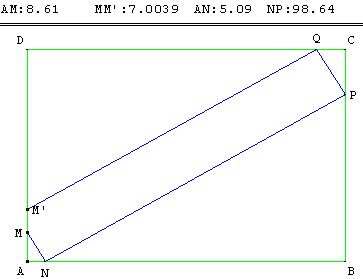 AM:8.61 MM':7.0039 AN:5.09 NP:98.64
D Q C
P
M'
M
A N B